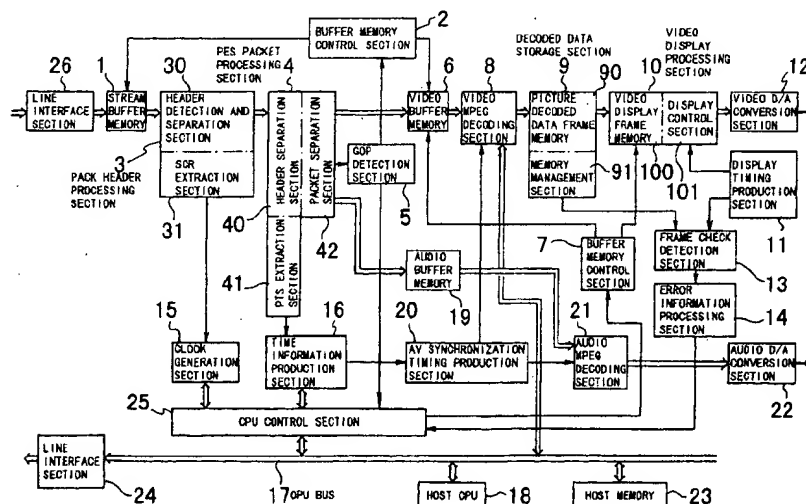 2
BUFFER MEMORY
CONTROL SECTION
PES PACKET
PROCESSING
SECTION
DECODED DATA
STORAGE SECTION
VIDEO
DISPLAY
PROCESSING
SECTION
26
1
30
4
6
8
9
90
10
12
LINE
INTERFACE
SECTION
STREAM
BUFFER
MEMORY
HEADER
DETECTION AND
SEPARATION
SECTION
3
SCR
EXTRACTION
SECTION
PACK HEADER
PROCESSING
SECTION
31
HEADER SEPARATION
SECTION
PACKET SEPARATION
SECTION
40
42
41
PTS EXTRACTION
SECTION
VIDEO
BUFFER
MEMORY
VIDEO MPEG
DECODING
SECTION
GOP
DETECTION
SECTION
5
PICTURE
DECODED
DATA FRAME
MEMORY
91
MEMORY
MANAGEMENT
SECTION
VIDEO DISPLAY
FRAME MEMORY
DISPLAY
CONTROL
SECTION
100
101
VIDEO D/A
CONVERSION
SECTION
DISPLAY
TIMING
PRODUCTION
SECTION
11
7
BUFFER
MEMORY
CONTROL
SECTION
FRAME CHECK
DETECTION
SECTION
13
ERROR
INFORMATION
PROCESSING
SECTION
14
AUDIO
BUFFER
MEMORY
19
15
CLOOK
GENERATION
SECTION
16
TIME
INFORMATION
PRODUCTION
SECTION
20
AV SYNCHRONIZATION
TIMING PRODUCTION
SECTION
21
AUDIO
MPEG
DECODING
SECTION
AUDIO D/A
CONVERSION
SECTION
22
25
CPU CONTROL SECTION
LINE
INTERFACE
SECTION
24
17 CPU BUS
HOST CPU
18
HOST MEMORY
23